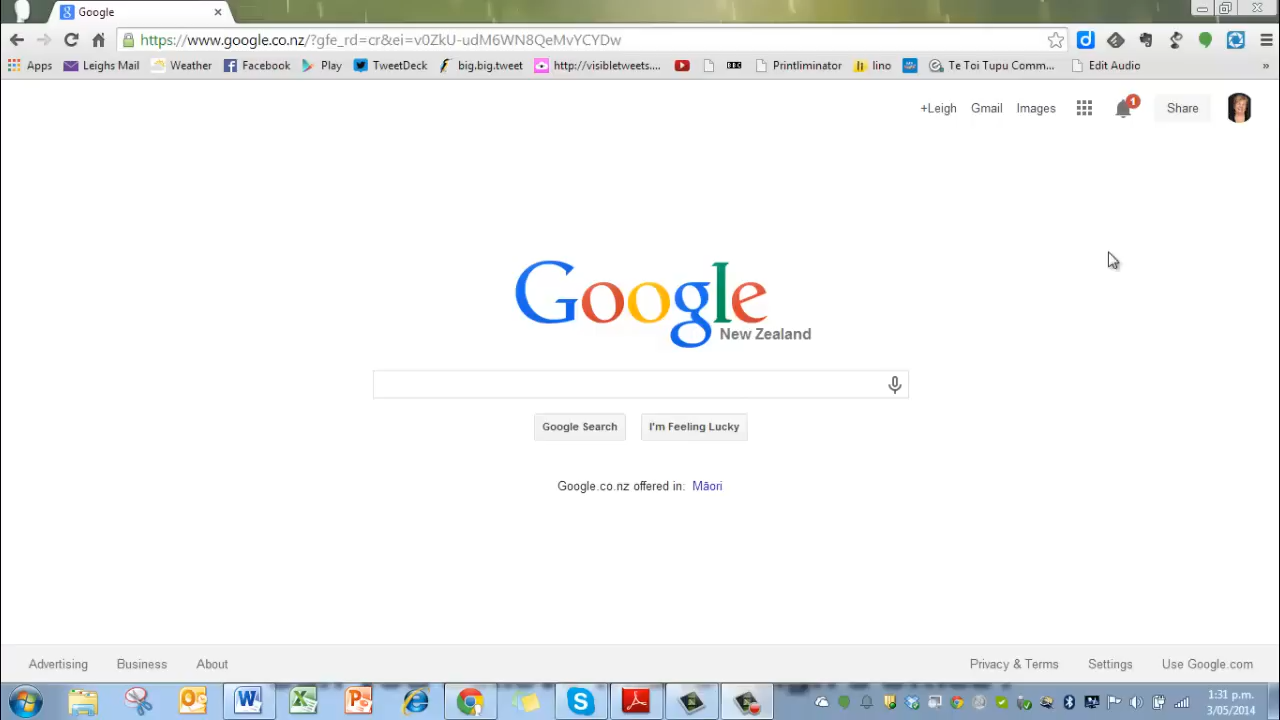 Google
https://www.google.co.nz/?gfe_rd=cr&ei=v0ZkU-udM6WN8QeMvYCYDw
Apps Leighs Mail Weather Facebook Play TweetDeck big.big.tweet http://visibletweets.... BBC Printliminator lino Te Toi Tupu Comm... Edit Audio »
+Leigh Gmail Images 1 Share
Google
New Zealand
Google Search I'm Feeling Lucky
Google.co.nz offered in: Māori
Advertising Business About Privacy & Terms Settings Use Google.com
1:31 p.m.
3/05/2014